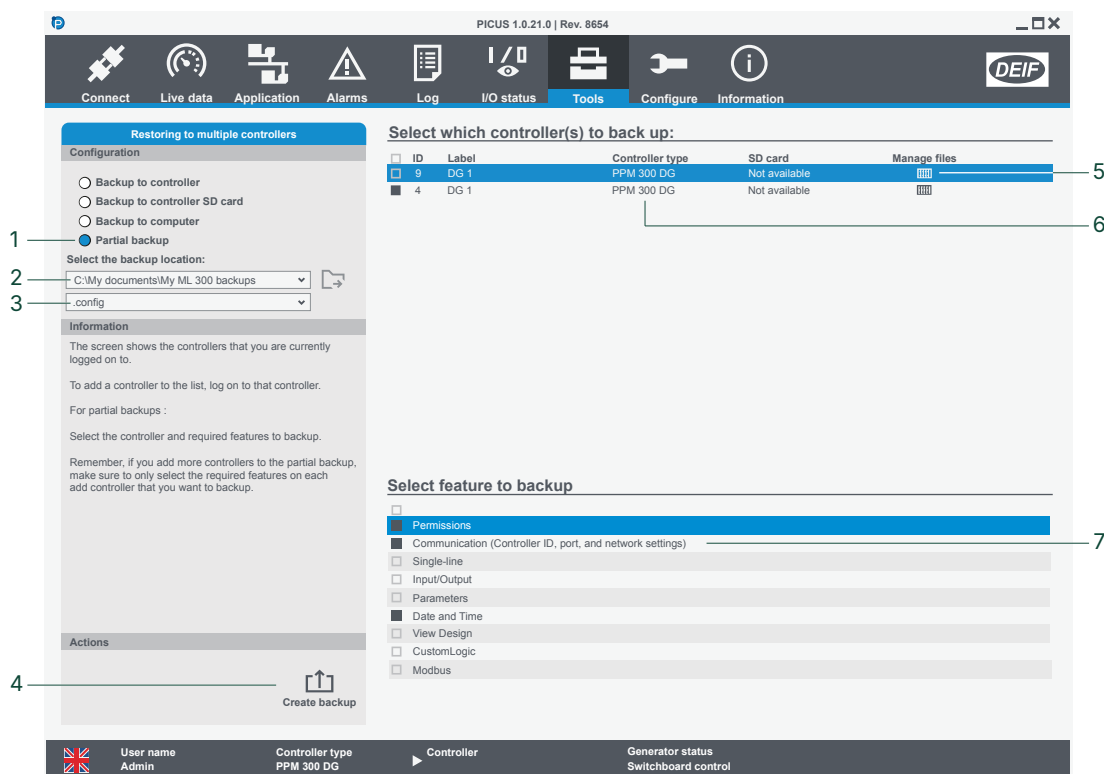 PICUS 1.0.21.0 | Rev. 8654
Connect
Live data
Application
Alarms
Log
I/O status
Tools
Configure
Information
DEIF
Restoring to multiple controllers
Configuration
Backup to controller
Backup to controller SD card
Backup to computer
1
Partial backup
Select the backup location:
2
C:\My documents\My ML 300 backups
3
.config
Information
The screen shows the controllers that you are currently
logged on to.
To add a controller to the list, log on to that controller.
For partial backups :
Select the controller and required features to backup.
Remember, if you add more controllers to the partial backup,
make sure to only select the required features on each
add controller that you want to backup.
Actions
4
Create backup
Select which controller(s) to back up:
ID Label Controller type SD card Manage files
9 DG 1 PPM 300 DG Not available
5
4 DG 1 PPM 300 DG Not available
6
Select feature to backup
Permissions
Communication (Controller ID, port, and network settings)
7
Single-line
Input/Output
Parameters
Date and Time
View Design
CustomLogic
Modbus
User name
Admin
Controller type
PPM 300 DG
Controller
Generator status
Switchboard control